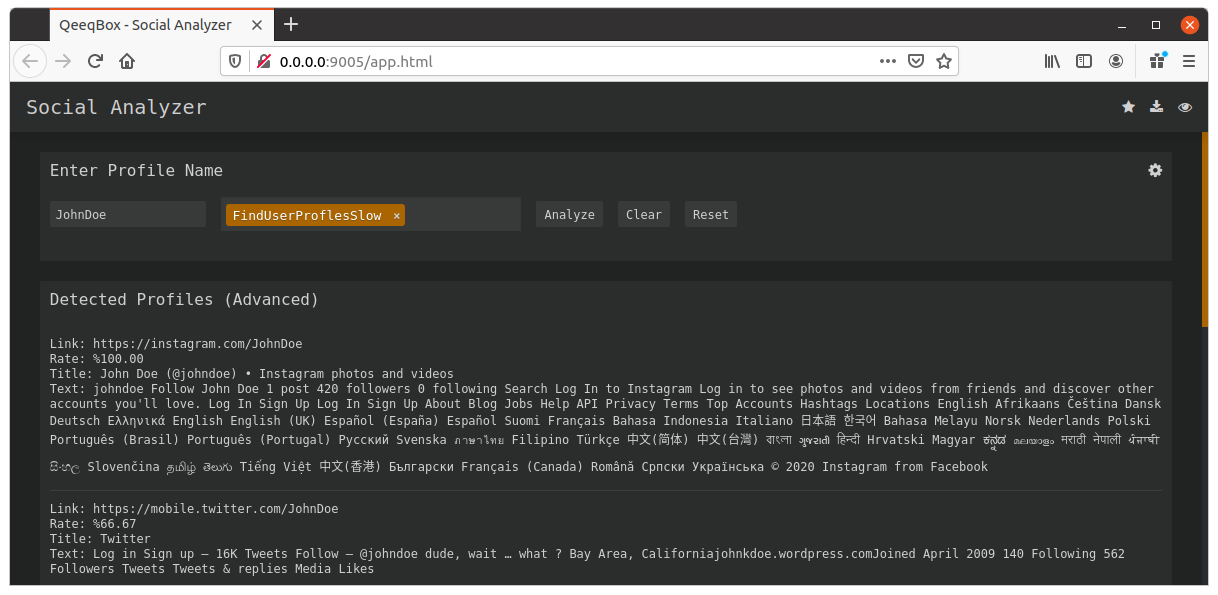 QeeqBox - Social Analyzer
0.0.0.0:9005/app.html
Social Analyzer
Enter Profile Name
JohnDoe FindUserProflesSlow × Analyze Clear Reset
Detected Profiles (Advanced)
Link: https://instagram.com/JohnDoe
Rate: %100.00
Title: John Doe (@johndoe) • Instagram photos and videos
Text: johndoe Follow John Doe 1 post 420 followers 0 following Search Log In to Instagram Log in to see photos and videos from friends and discover other
accounts you'll love. Log In Sign Up Log In Sign Up About Blog Jobs Help API Privacy Terms Top Accounts Hashtags Locations English Afrikaans Čeština Dansk
Deutsch Ελληνικά English English (UK) Español (España) Español Suomi Français Bahasa Indonesia Italiano 日本語 한국어 Bahasa Melayu Norsk Nederlands Polski
Português (Brasil) Português (Portugal) Русский Svenska ภาษาไทย Filipino Türkçe 中文(简体) 中文(台灣) বাংলা ગુજરાતી हिन्दी Hrvatski Magyar ಕನ್ನಡ മലയാളം मराठी नेपाली ਪੰਜਾਬੀ
සිංහල Slovenčina தமிழ் తెలుగు Tiếng Việt 中文(香港) Български Français (Canada) Română Српски Українська © 2020 Instagram from Facebook
Link: https://mobile.twitter.com/JohnDoe
Rate: %66.67
Title: Twitter
Text: Log in Sign up — 16K Tweets Follow — @johndoe dude, wait … what ? Bay Area, Californiajohnkdoe.wordpress.comJoined April 2009 140 Following 562
Followers Tweets Tweets & replies Media Likes